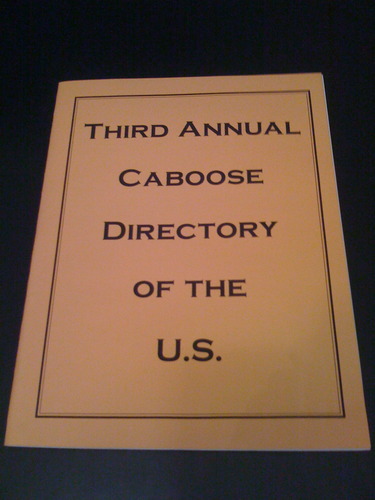 Third Annual
Caboose
Directory
of the
U.S.